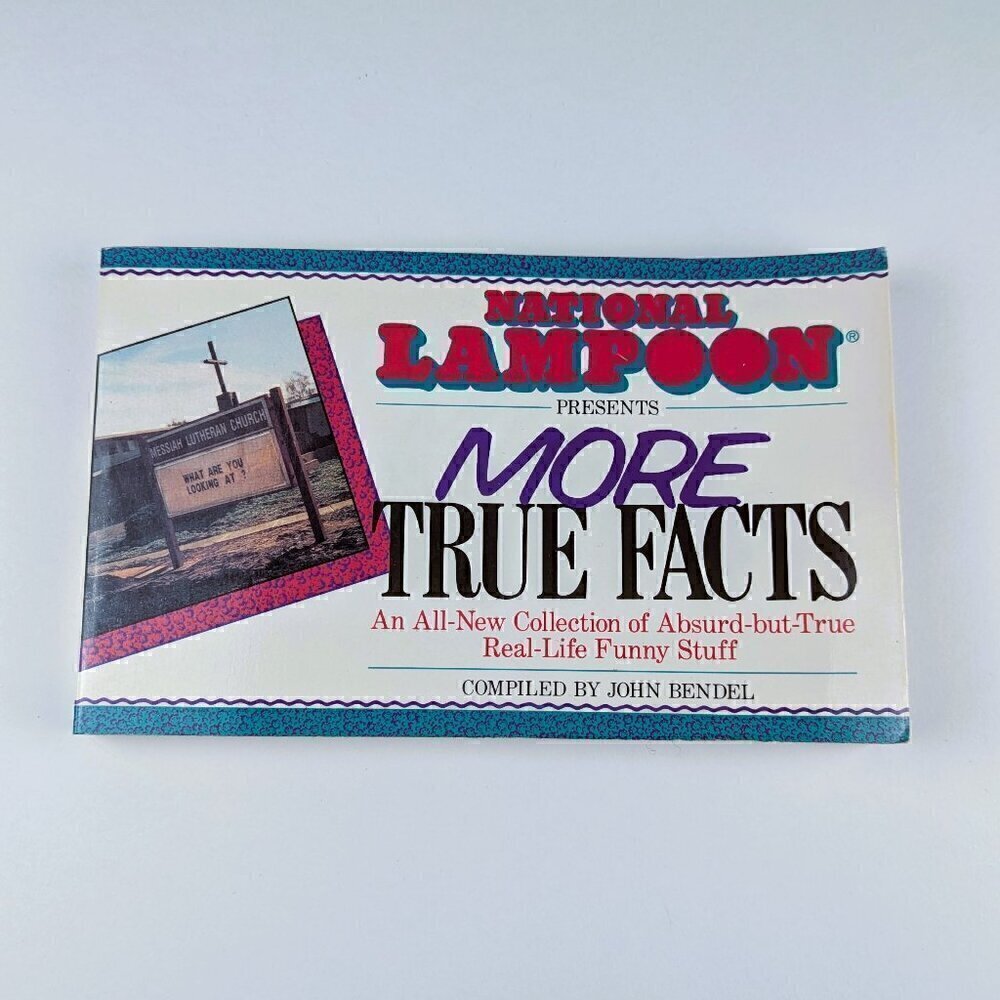 NATIONAL
LAMPOON®
PRESENTS
MORE
TRUE FACTS
An All-New Collection of Absurd-but-True
Real-Life Funny Stuff
COMPILED BY JOHN BENDEL
MESSIAH LUTHERAN CHURCH
WHAT ARE YOU
LOOKING AT ?